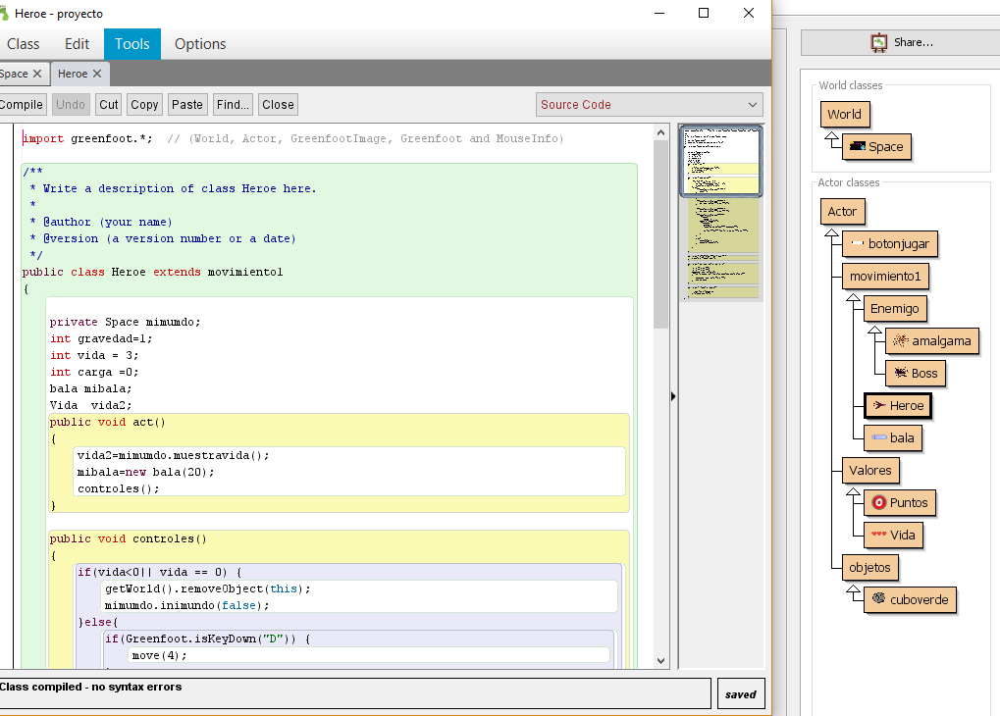 Heroe - proyecto
Class Edit Tools Options
Space Heroe
Compile Undo Cut Copy Paste Find... Close Source Code
import greenfoot.*;  // (World, Actor, GreenfootImage, Greenfoot and MouseInfo)
/**
 * Write a description of class Heroe here.
 *
 * @author (your name)
 * @version (a version number or a date)
 */
public class Heroe extends movimiento1
{
private Space mimundo;
int gravedad=1;
int vida = 3;
int carga =0;
bala mibala;
Vida  vida2;
public void act()
{
vida2=mimumdo.muestravida();
mibala=new bala(20);
controles();
}
public void controles()
{
if(vida<0|| vida == 0) {
getWorld().removeObject(this);
mimumdo.inimundo(false);
}else{
if(Greenfoot.isKeyDown("D")) {
move(4);
Class compiled - no syntax errors
saved
Share...
World classes
World
Space
Actor classes
Actor
botonjugar
movimiento1
Enemigo
amalgama
Boss
Heroe
bala
Valores
Puntos
Vida
objetos
cuboverde